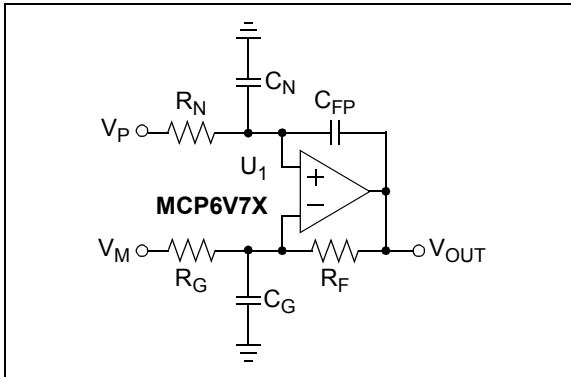 C_N
R_N
C_FP
V_P
U_1
+
MCP6V7X
−
V_M
V_OUT
R_G
R_F
C_G